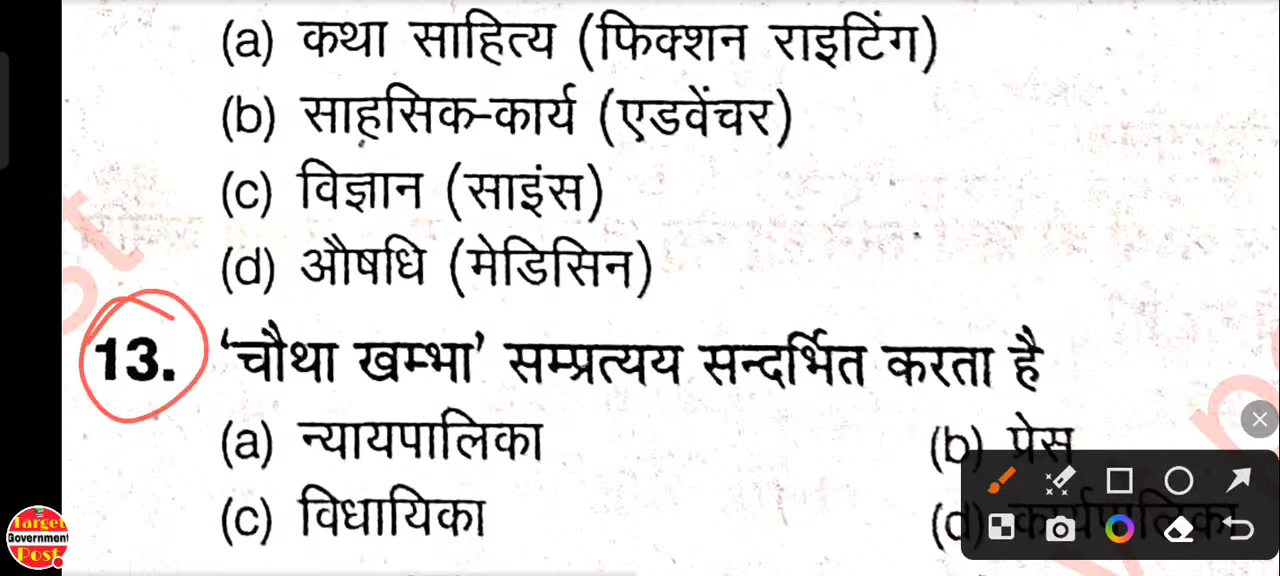 (a) कथा साहित्य (फिक्शन राइटिंग)
(b) साहसिक-कार्य (एडवेंचर)
(c) विज्ञान (साइंस)
(d) औषधि (मेडिसिन)
13. 'चौथा खम्भा' सम्प्रत्यय सन्दर्भित करता है
(a) न्यायपालिका (b) प्रेस
(c) विधायिका (d) कार्यपालिका
Target
Government
Post